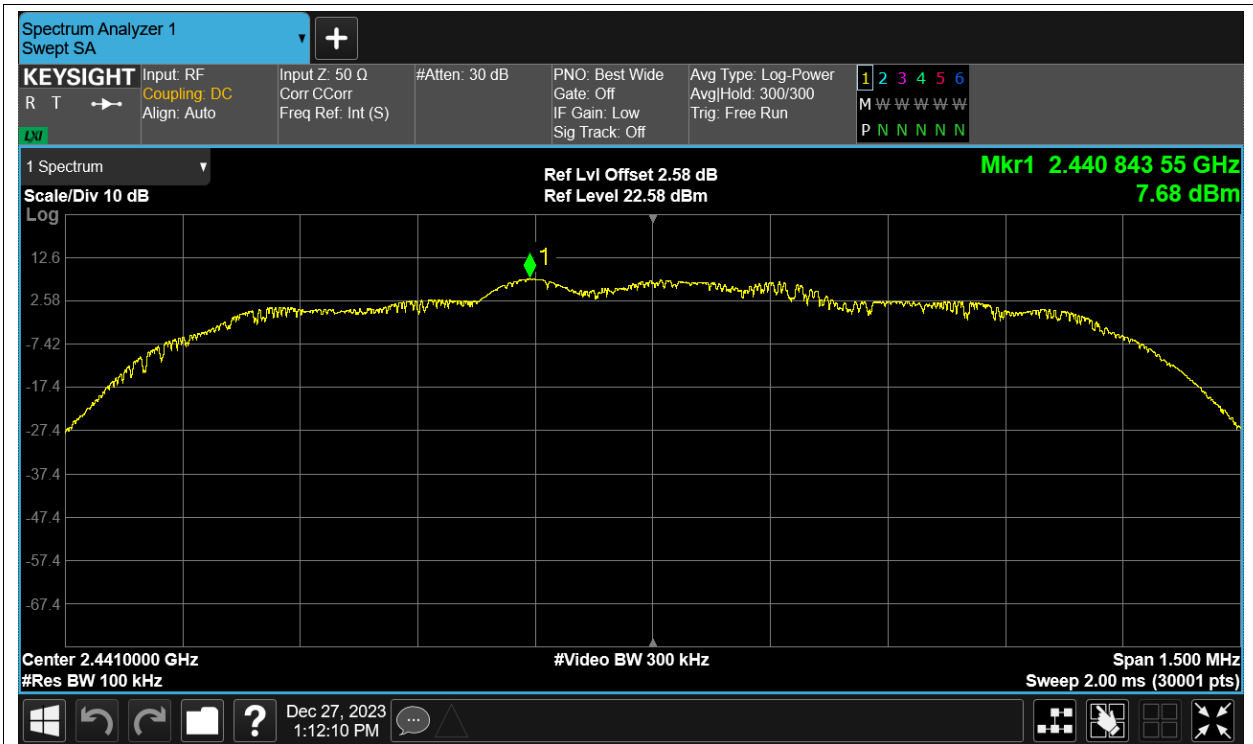 Spectrum Analyzer 1
Swept SA
KEYSIGHT
R T
LXI
Input: RF
Coupling: DC
Align: Auto
Input Z: 50 Ω
Corr CCorr
Freq Ref: Int (S)
#Atten: 30 dB
PNO: Best Wide
Gate: Off
IF Gain: Low
Sig Track: Off
Avg Type: Log-Power
Avg|Hold: 300/300
Trig: Free Run
1 2 3 4 5 6
M W W W W W
P N N N N N
1 Spectrum
Scale/Div 10 dB
Log
Ref Lvl Offset 2.58 dB
Ref Level 22.58 dBm
Mkr1 2.440 843 55 GHz
7.68 dBm
1
12.6
2.58
-7.42
-17.4
-27.4
-37.4
-47.4
-57.4
-67.4
Center 2.4410000 GHz
#Res BW 100 kHz
#Video BW 300 kHz
Span 1.500 MHz
Sweep 2.00 ms (30001 pts)
?
Dec 27, 2023
1:12:10 PM